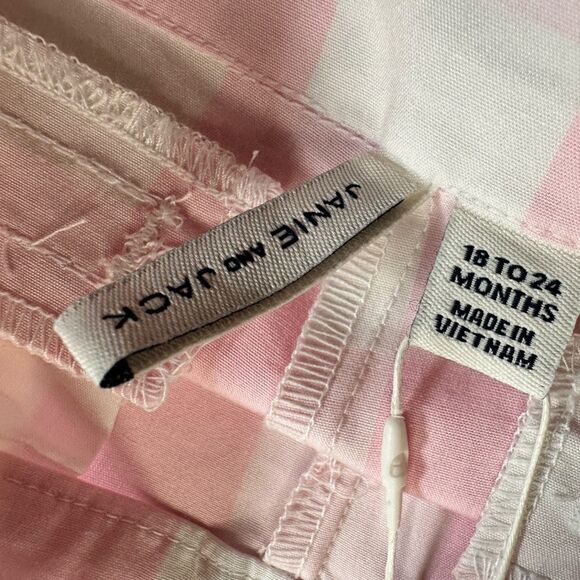 JANIE AND JACK
18 TO 24
MONTHS
MADE IN
VIETNAM